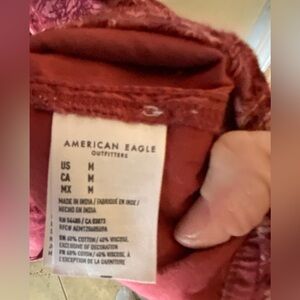 AMERICAN EAGLE
OUTFITTERS
US M
CA M
MX M
MADE IN INDIA / FABRIQUÉ EN INDE /
HECHO EN INDIA
RN 54485 / CA 03873
EN 60% COTTON / 40% VISCOSE,
EXCLUSIVE OF DECORATION
FR 60% COTON / 40% VISCOSE, À
L'EXCEPTION DE LA GARNITURE